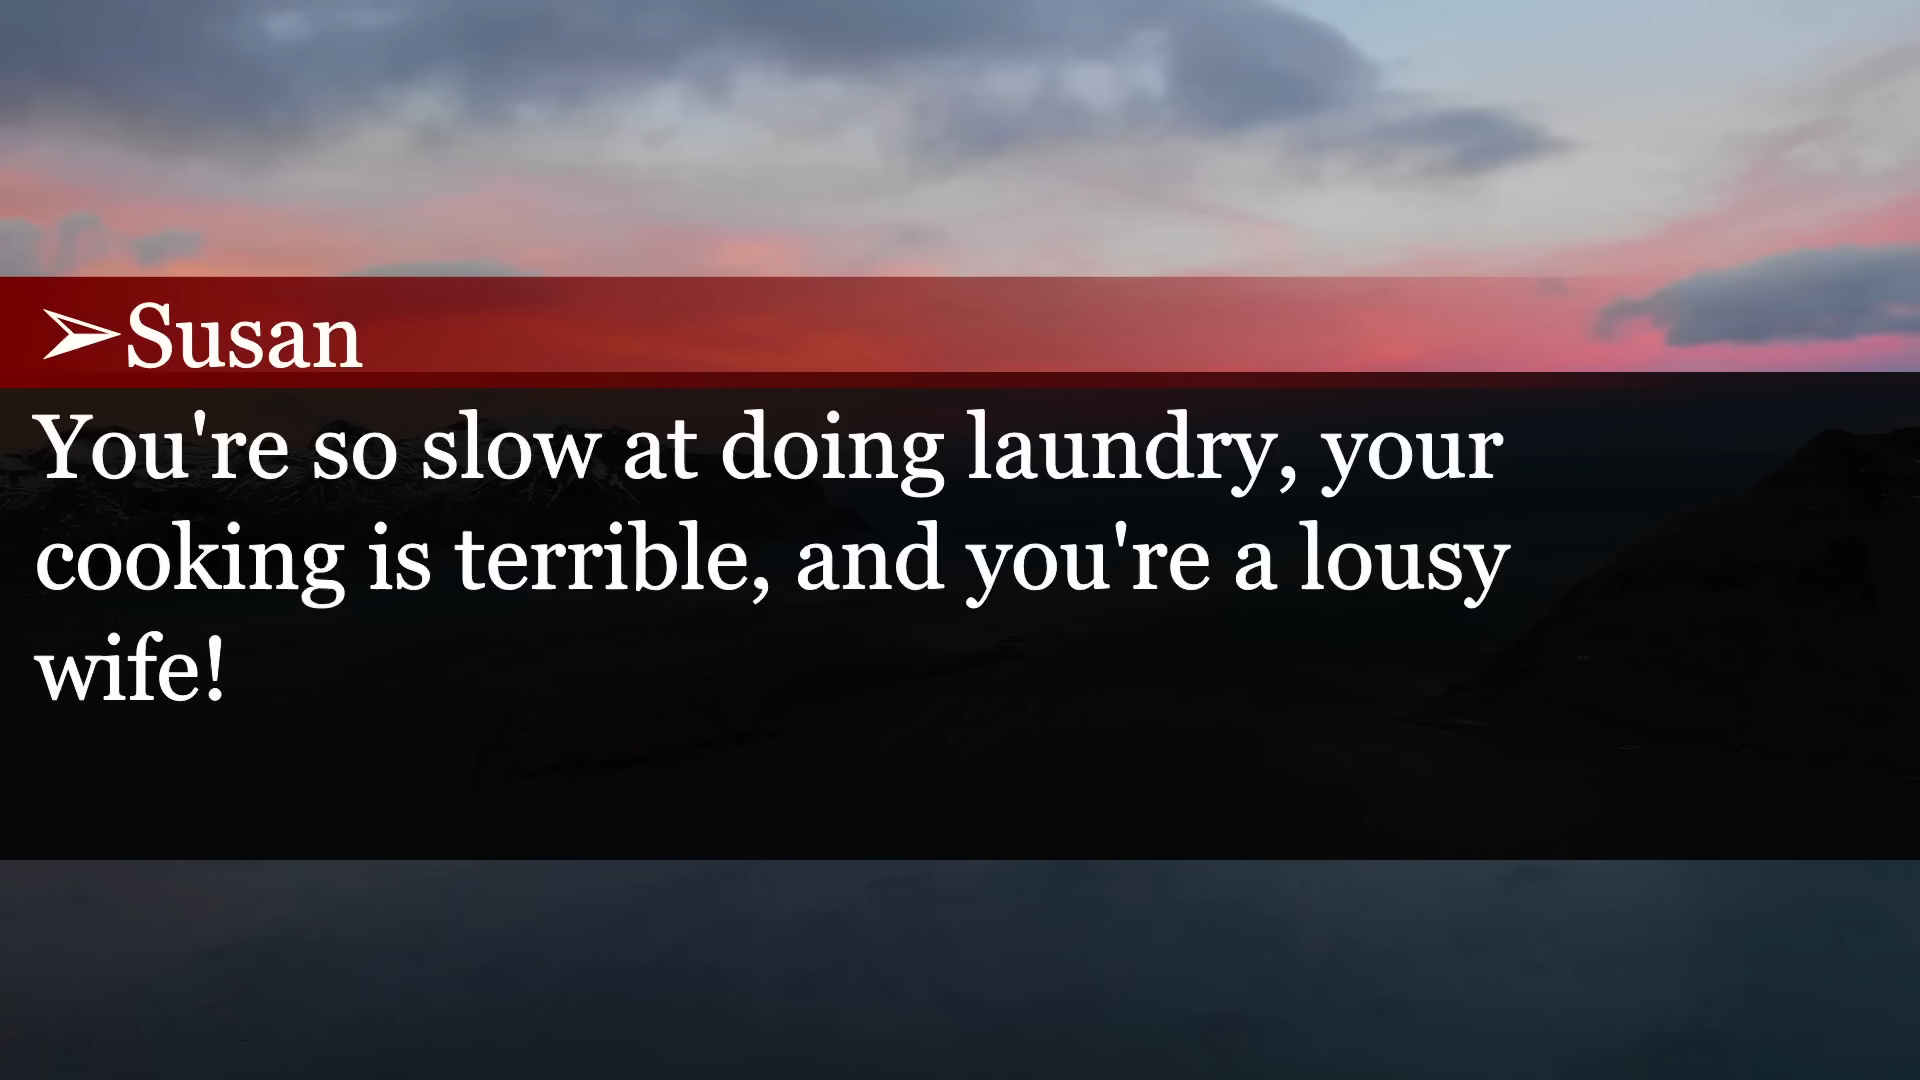 ➢Susan
You're so slow at doing laundry, your
cooking is terrible, and you're a lousy
wife!